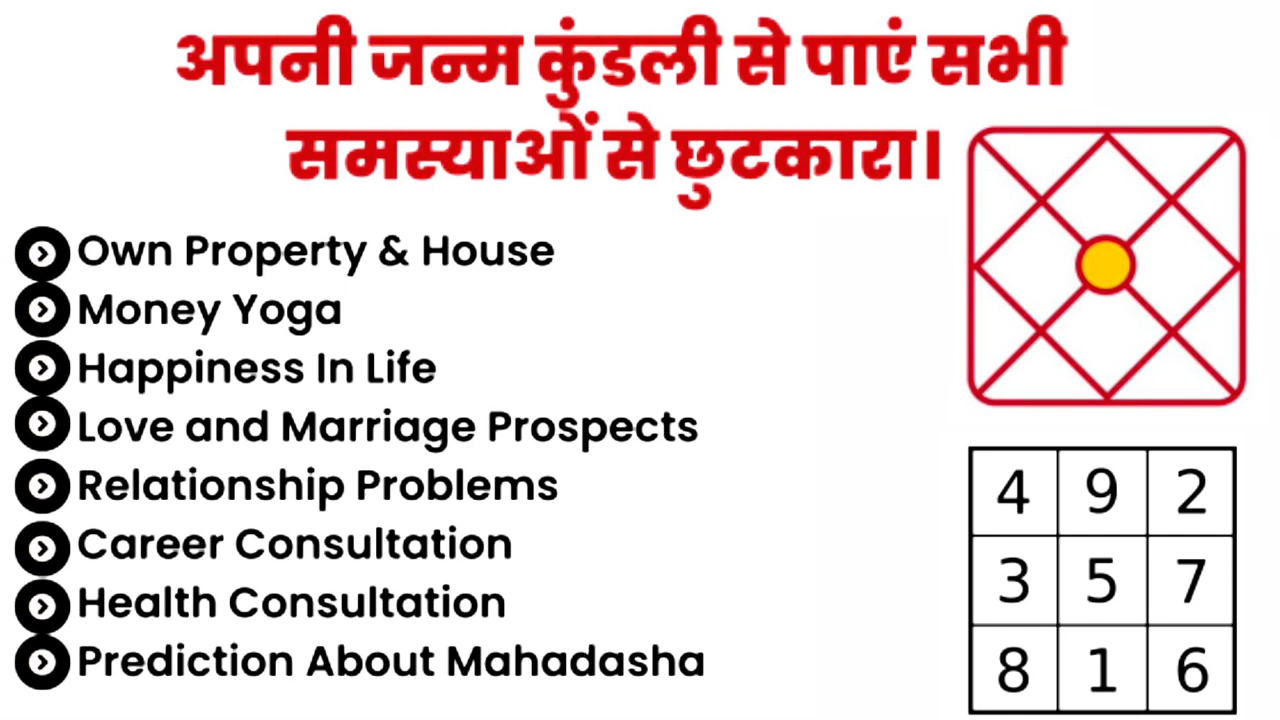 अपनी जन्म कुंडली से पाएं सभी
समस्याओं से छुटकारा।
Own Property & House
Money Yoga
Happiness In Life
Love and Marriage Prospects
Relationship Problems
Career Consultation
Health Consultation
Prediction About Mahadasha
4 9 2
3 5 7
8 1 6